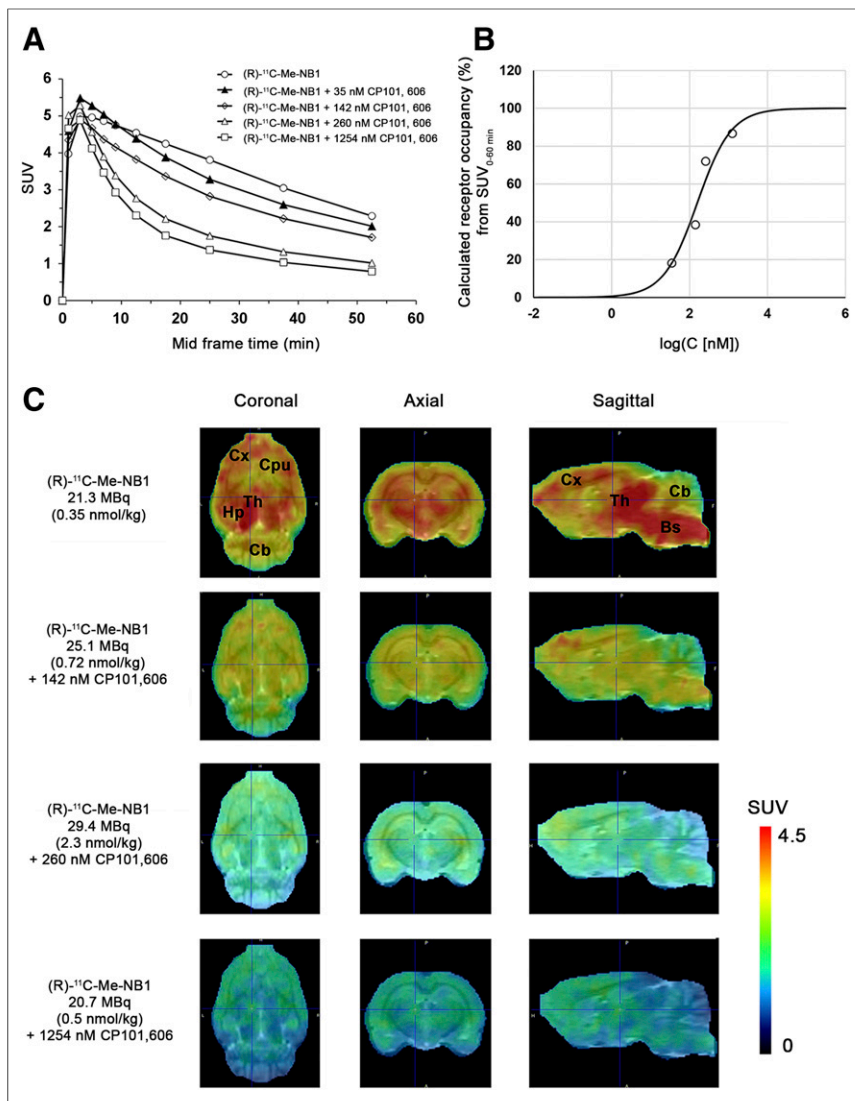 A
(R)-¹¹C-Me-NB1
(R)-¹¹C-Me-NB1 + 35 nM CP101, 606
(R)-¹¹C-Me-NB1 + 142 nM CP101, 606
(R)-¹¹C-Me-NB1 + 260 nM CP101, 606
(R)-¹¹C-Me-NB1 + 1254 nM CP101, 606
SUV
6
5
4
3
2
1
0
0 10 20 30 40 50 60
Mid frame time (min)
B
Calculated receptor occupancy (%)
from SUV0-60 min
120
100
80
60
40
20
0
-2 0 2 4 6
log(C [nM])
C
Coronal Axial Sagittal
(R)-¹¹C-Me-NB1
21.3 MBq
(0.35 nmol/kg)
Cx
Cpu
Th
Hp
Cb
Cx
Th
Cb
Bs
(R)-¹¹C-Me-NB1
25.1 MBq
(0.72 nmol/kg)
+ 142 nM CP101,606
(R)-¹¹C-Me-NB1
29.4 MBq
(2.3 nmol/kg)
+ 260 nM CP101,606
(R)-¹¹C-Me-NB1
20.7 MBq
(0.5 nmol/kg)
+ 1254 nM CP101,606
SUV
4.5
0